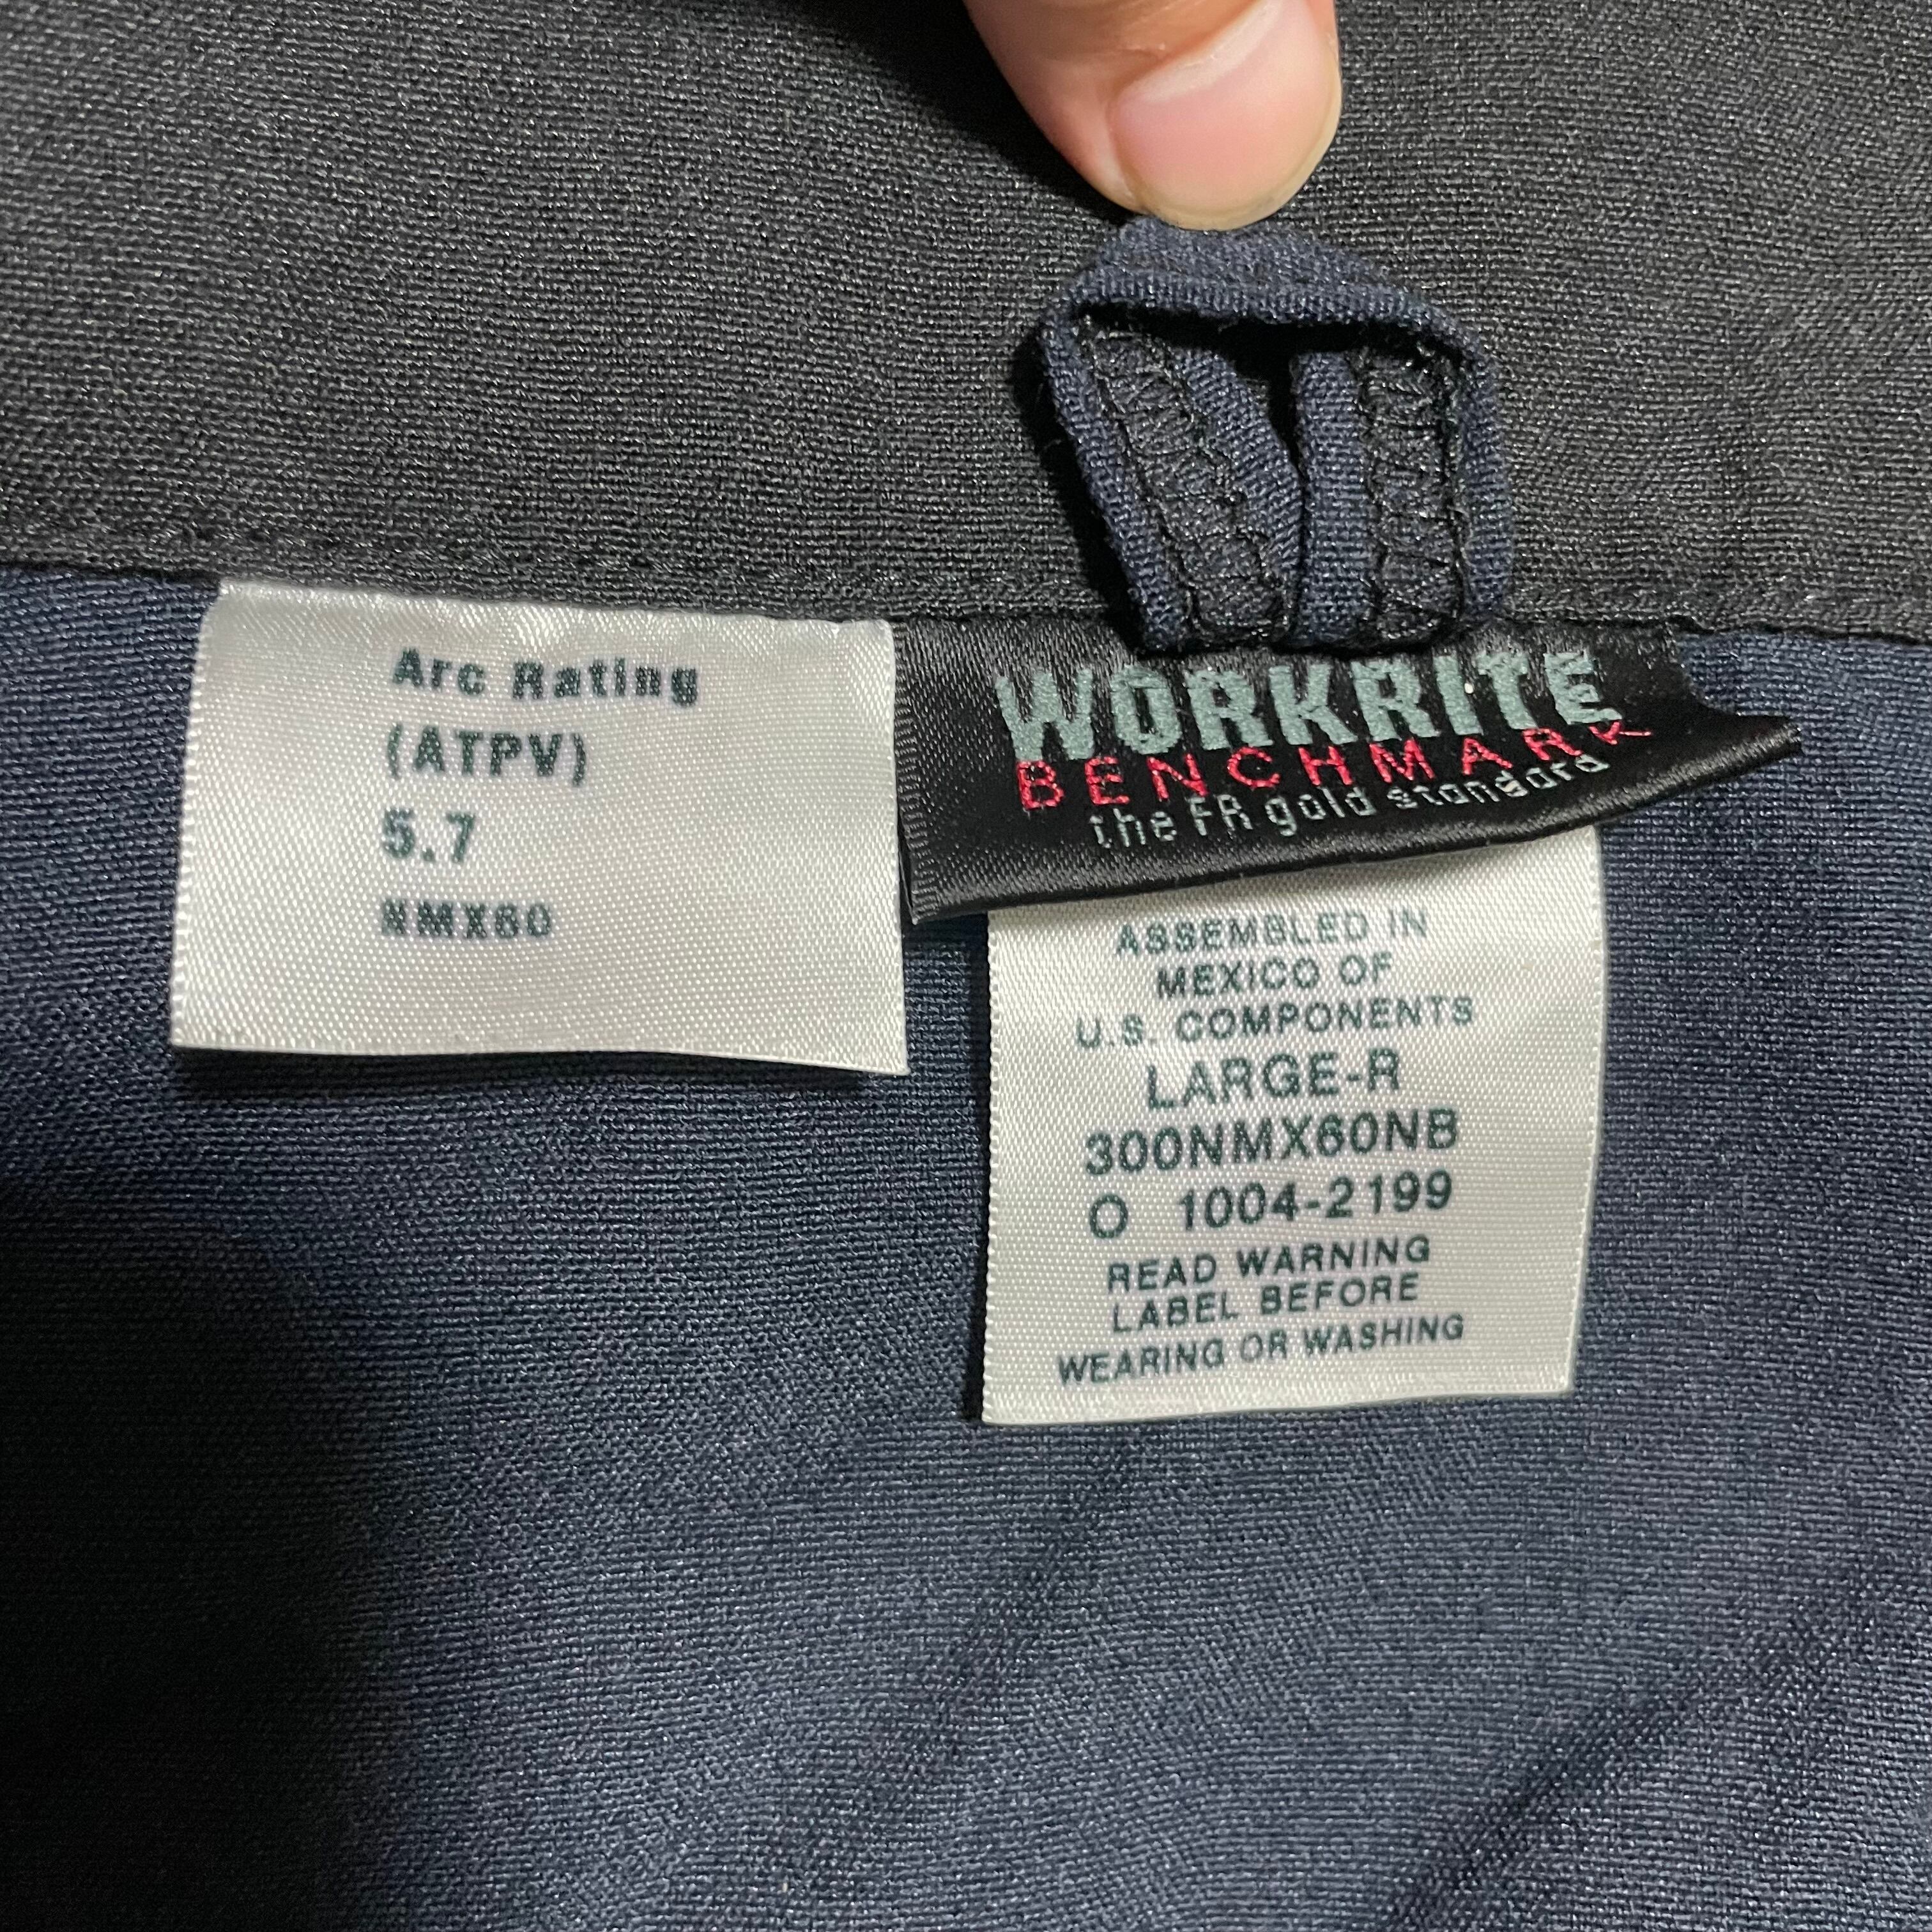 Arc Rating
(ATPV)
5.7
NMX60
WORKRITE
BENCHMARK
the FR gold standard
ASSEMBLED IN
MEXICO OF
U.S. COMPONENTS
LARGE-R
300NMX60NB
O 1004-2199
READ WARNING
LABEL BEFORE
WEARING OR WASHING